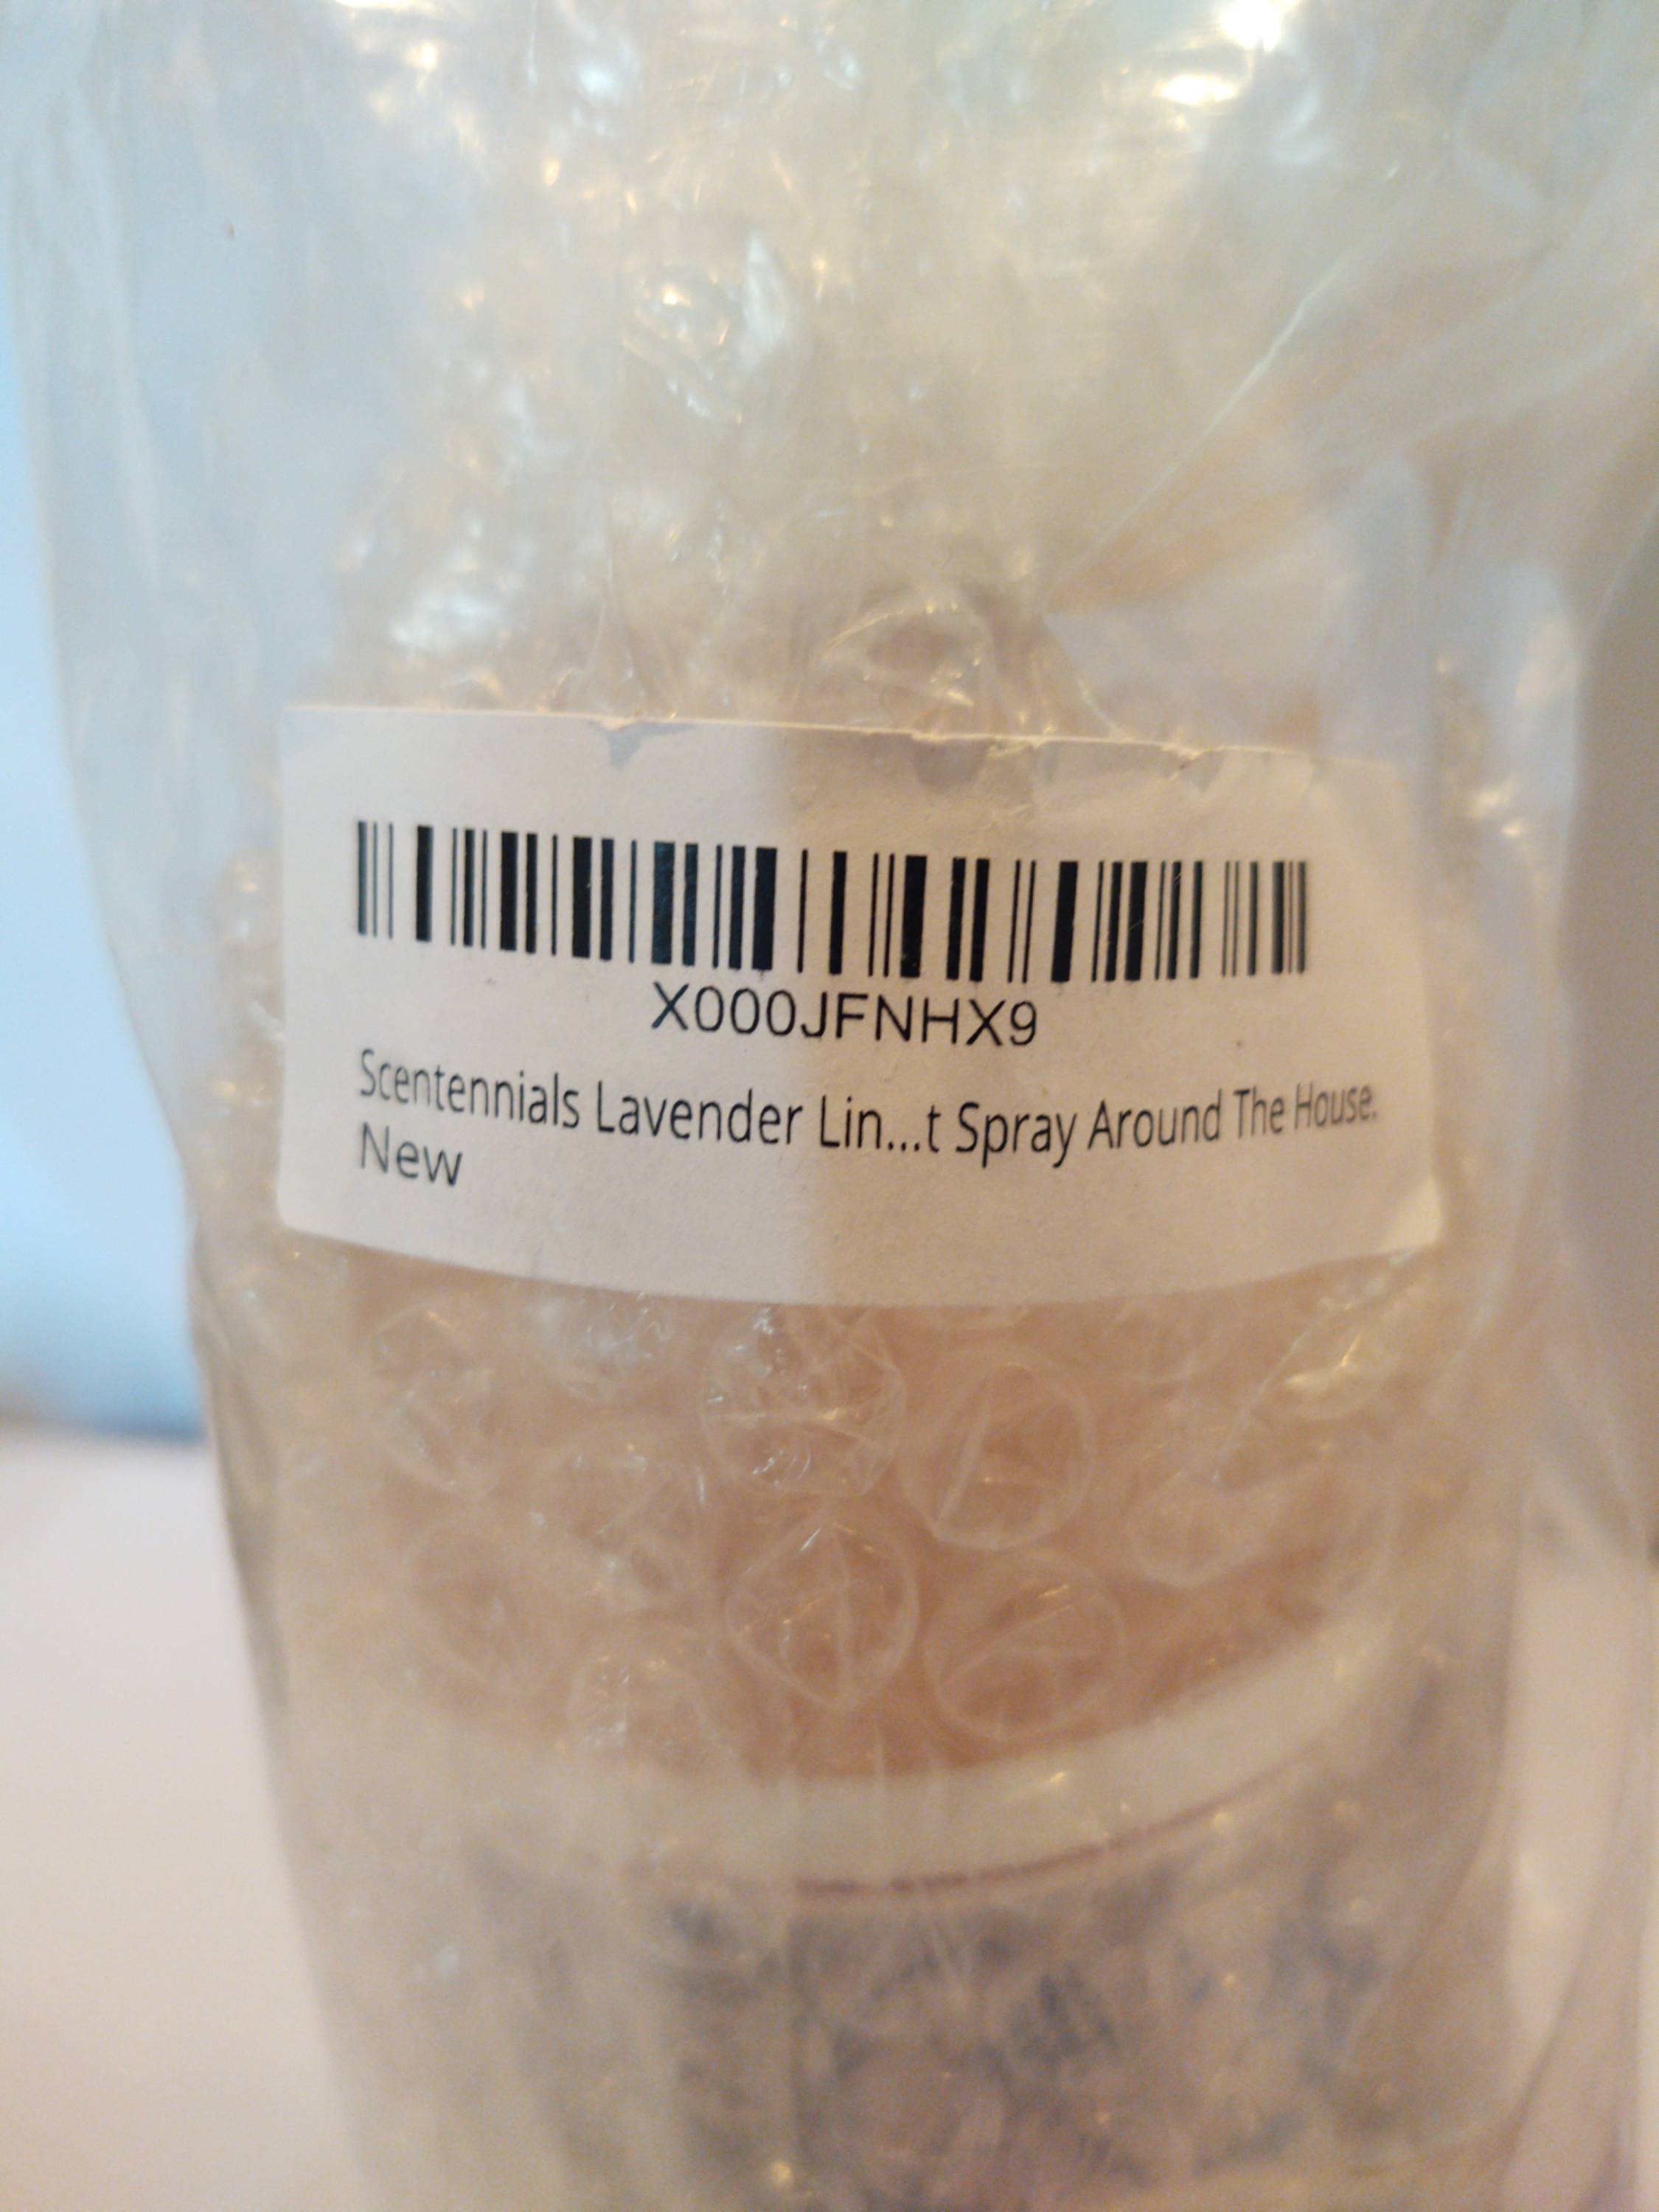 X000JFNHX9
Scentennials Lavender Lin...t Spray Around The House.
New